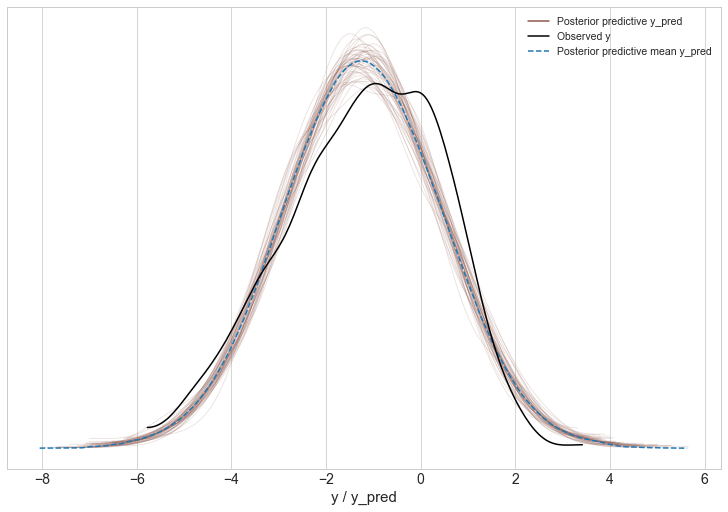 Posterior predictive y_pred
Observed y
Posterior predictive mean y_pred
−8 −6 −4 −2 0 2 4 6
y / y_pred